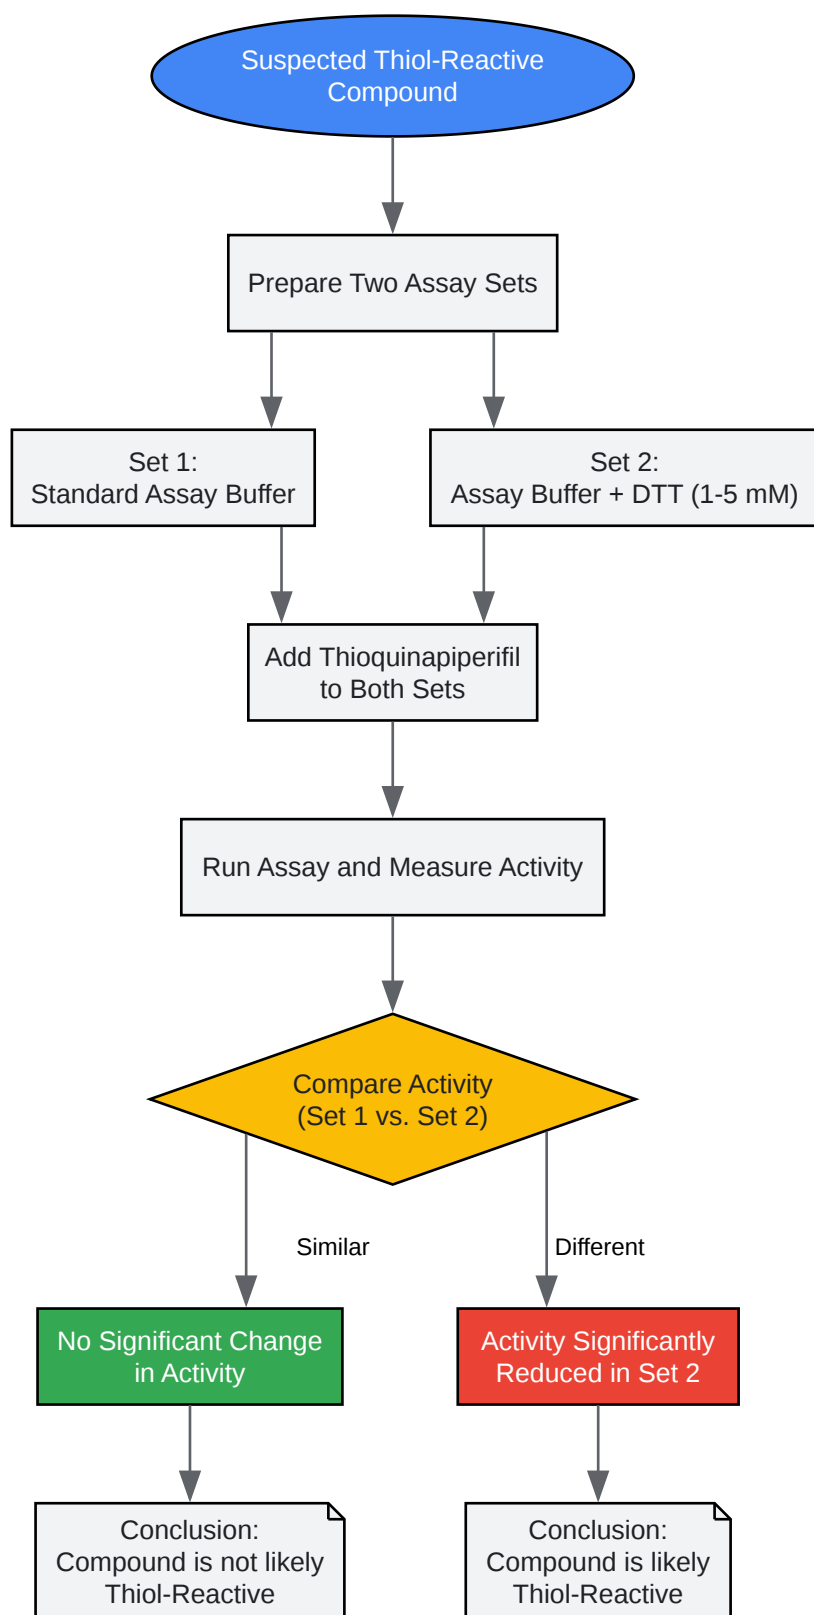 Suspected Thiol-Reactive
Compound
Prepare Two Assay Sets
Set 1:
Standard Assay Buffer
Set 2:
Assay Buffer + DTT (1-5 mM)
Add Thioquinapiperifil
to Both Sets
Run Assay and Measure Activity
Compare Activity
(Set 1 vs. Set 2)
Similar
Different
No Significant Change
in Activity
Activity Significantly
Reduced in Set 2
Conclusion:
Compound is not likely
Thiol-Reactive
Conclusion:
Compound is likely
Thiol-Reactive